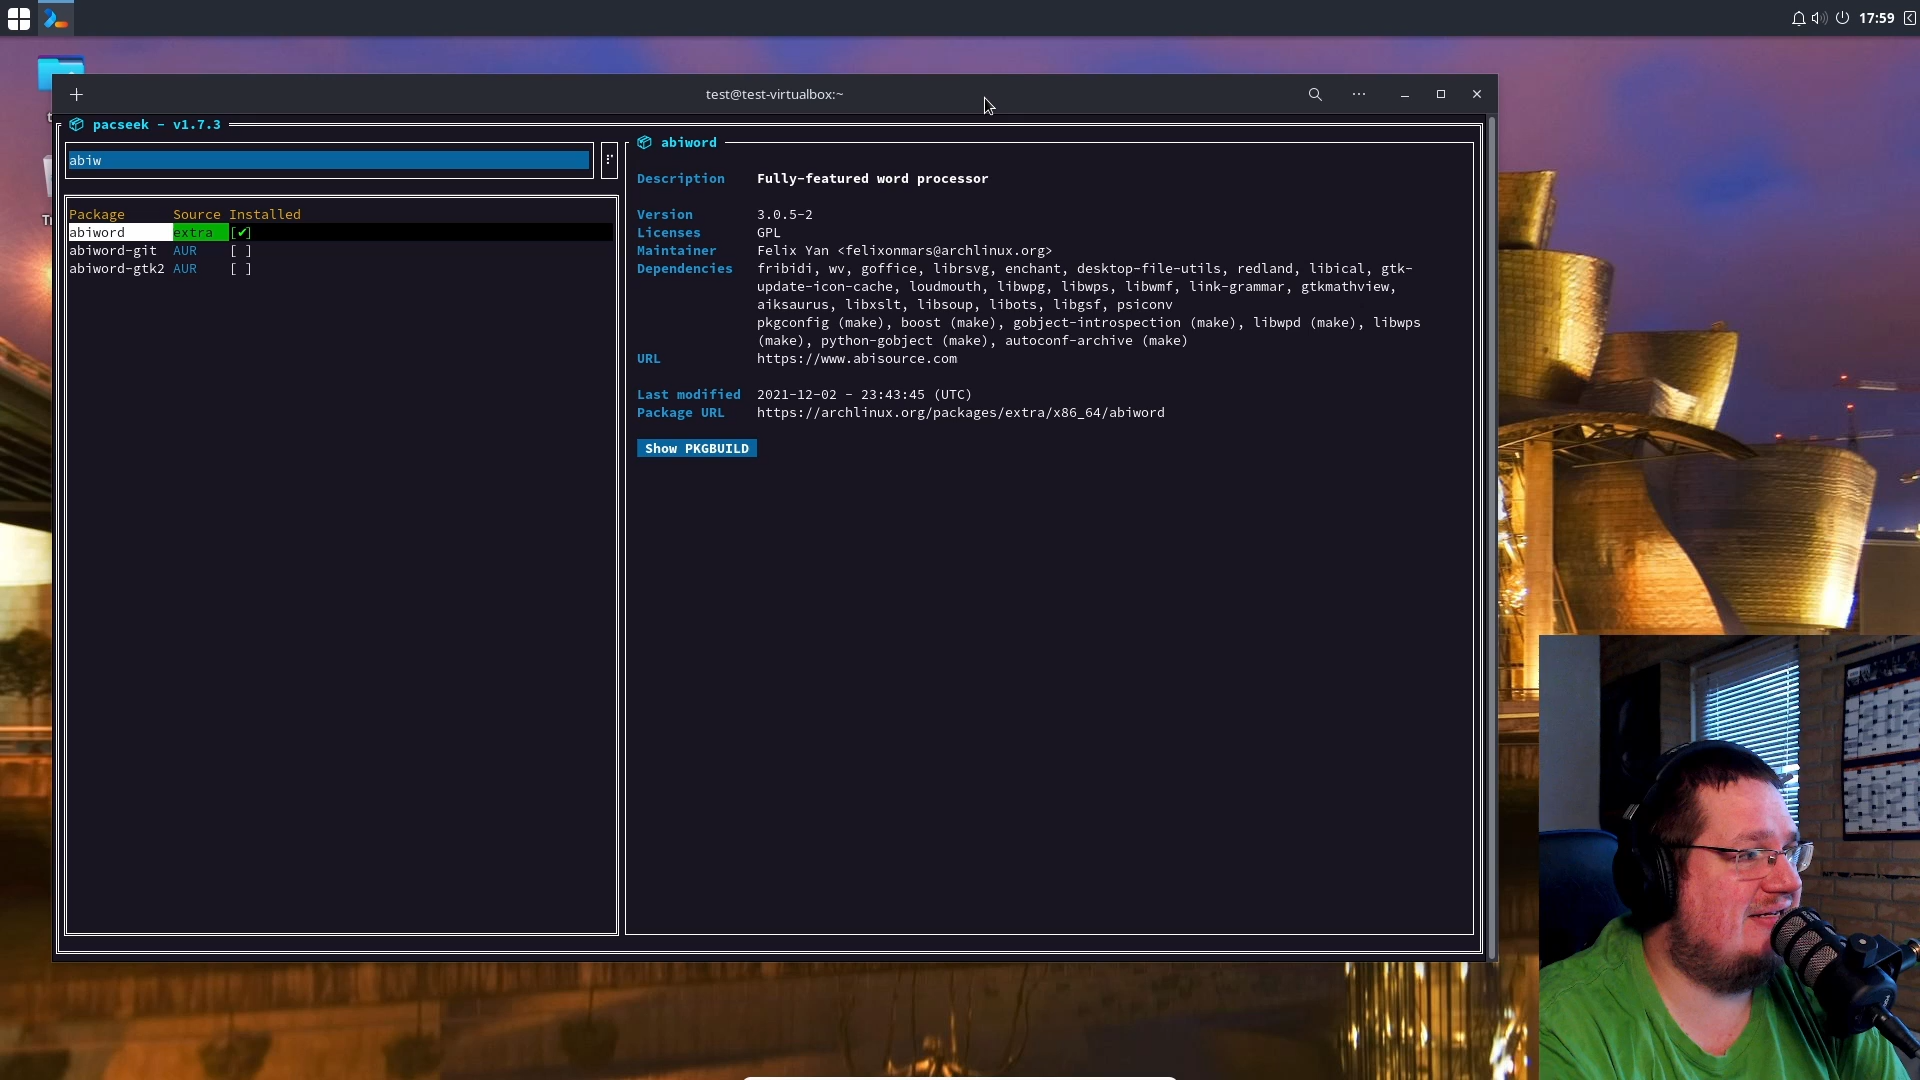 17:59
test@test-virtualbox:~
pacseek - v1.7.3
abiw
Package Source Installed
abiword extra [✔]
abiword-git AUR [ ]
abiword-gtk2 AUR [ ]
abiword
Description Fully-featured word processor
Version 3.0.5-2
Licenses GPL
Maintainer Felix Yan <felixonmars@archlinux.org>
Dependencies fribidi, wv, goffice, librsvg, enchant, desktop-file-utils, redland, libical, gtk-
update-icon-cache, loudmouth, libwpg, libwps, libwmf, link-grammar, gtkmathview,
aiksaurus, libxslt, libsoup, libots, libgsf, psiconv
pkgconfig (make), boost (make), gobject-introspection (make), libwpd (make), libwps
(make), python-gobject (make), autoconf-archive (make)
URL https://www.abisource.com
Last modified 2021-12-02 - 23:43:45 (UTC)
Package URL https://archlinux.org/packages/extra/x86_64/abiword
Show PKGBUILD